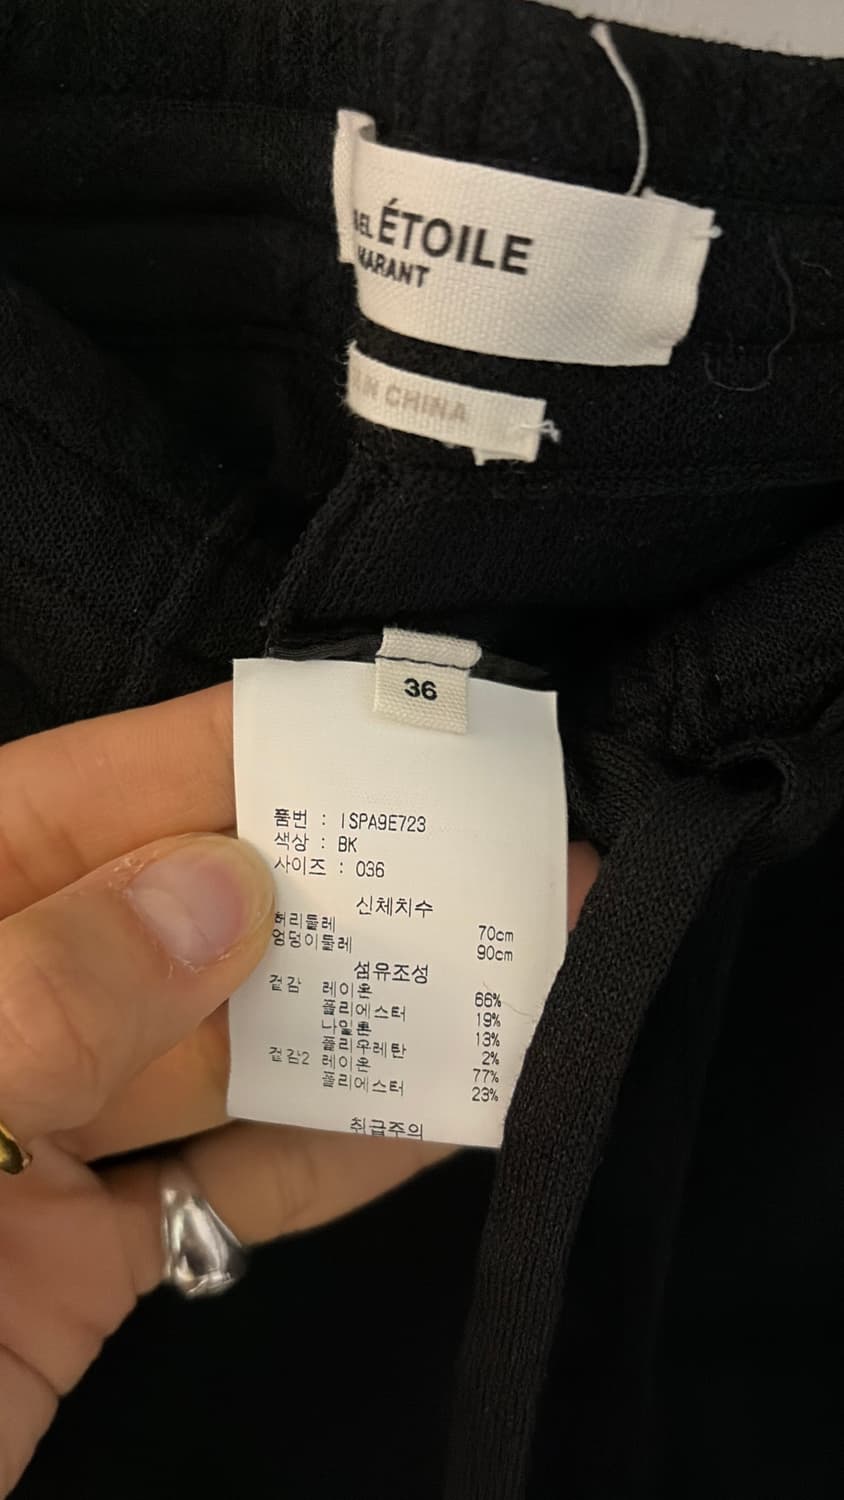 ÉTOILE
MARANT
CHINA
36
품번 : ISPA9E723
색상 : BK
사이즈 : 036
신체치수
허리둘레 70cm
엉덩이둘레 90cm
섬유조성
겉감 레이온 66%
폴리에스터 19%
나일론 13%
폴리우레탄 2%
겉감2 레이온 77%
폴리에스터 23%
취급주의